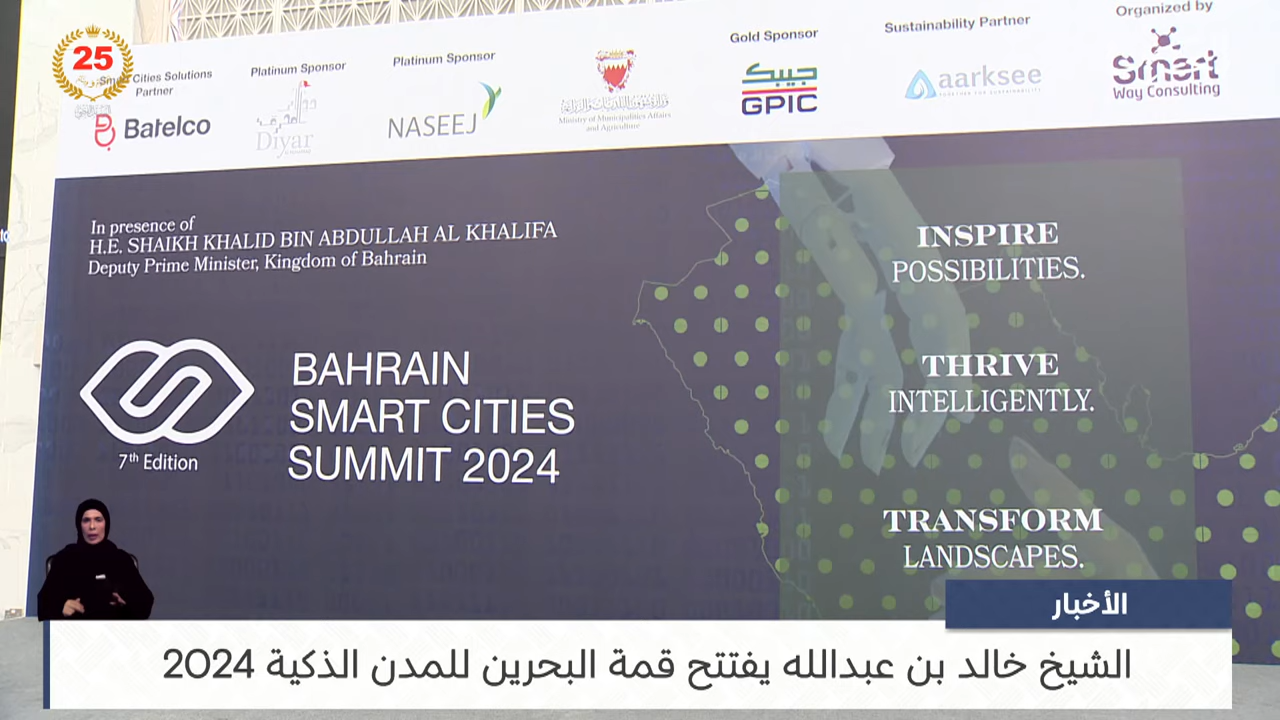 25
Smart Cities Solutions
Partner
Batelco
Platinum Sponsor
Diyar
Platinum Sponsor
NASEEJ
Ministry of Municipalities Affairs
and Agriculture
Gold Sponsor
جيبك
GPIC
Sustainability Partner
aarksee
TOGETHER FOR SUSTAINABILITY
Organized by
Smart
Way Consulting
In presence of
H.E. SHAIKH KHALID BIN ABDULLAH AL KHALIFA
Deputy Prime Minister, Kingdom of Bahrain
7th Edition
BAHRAIN
SMART CITIES
SUMMIT 2024
INSPIRE
POSSIBILITIES.
THRIVE
INTELLIGENTLY.
TRANSFORM
LANDSCAPES.
الأخبار
الشيخ خالد بن عبدالله يفتتح قمة البحرين للمدن الذكية 2024